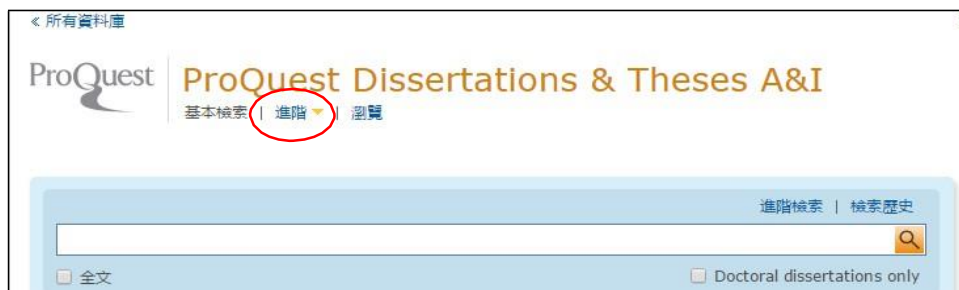 « 所有資料庫
ProQuest
ProQuest Dissertations & Theses A&I
基本檢索 | 進階 | 瀏覽
進階檢索 | 檢索歷史
全文
Doctoral dissertations only